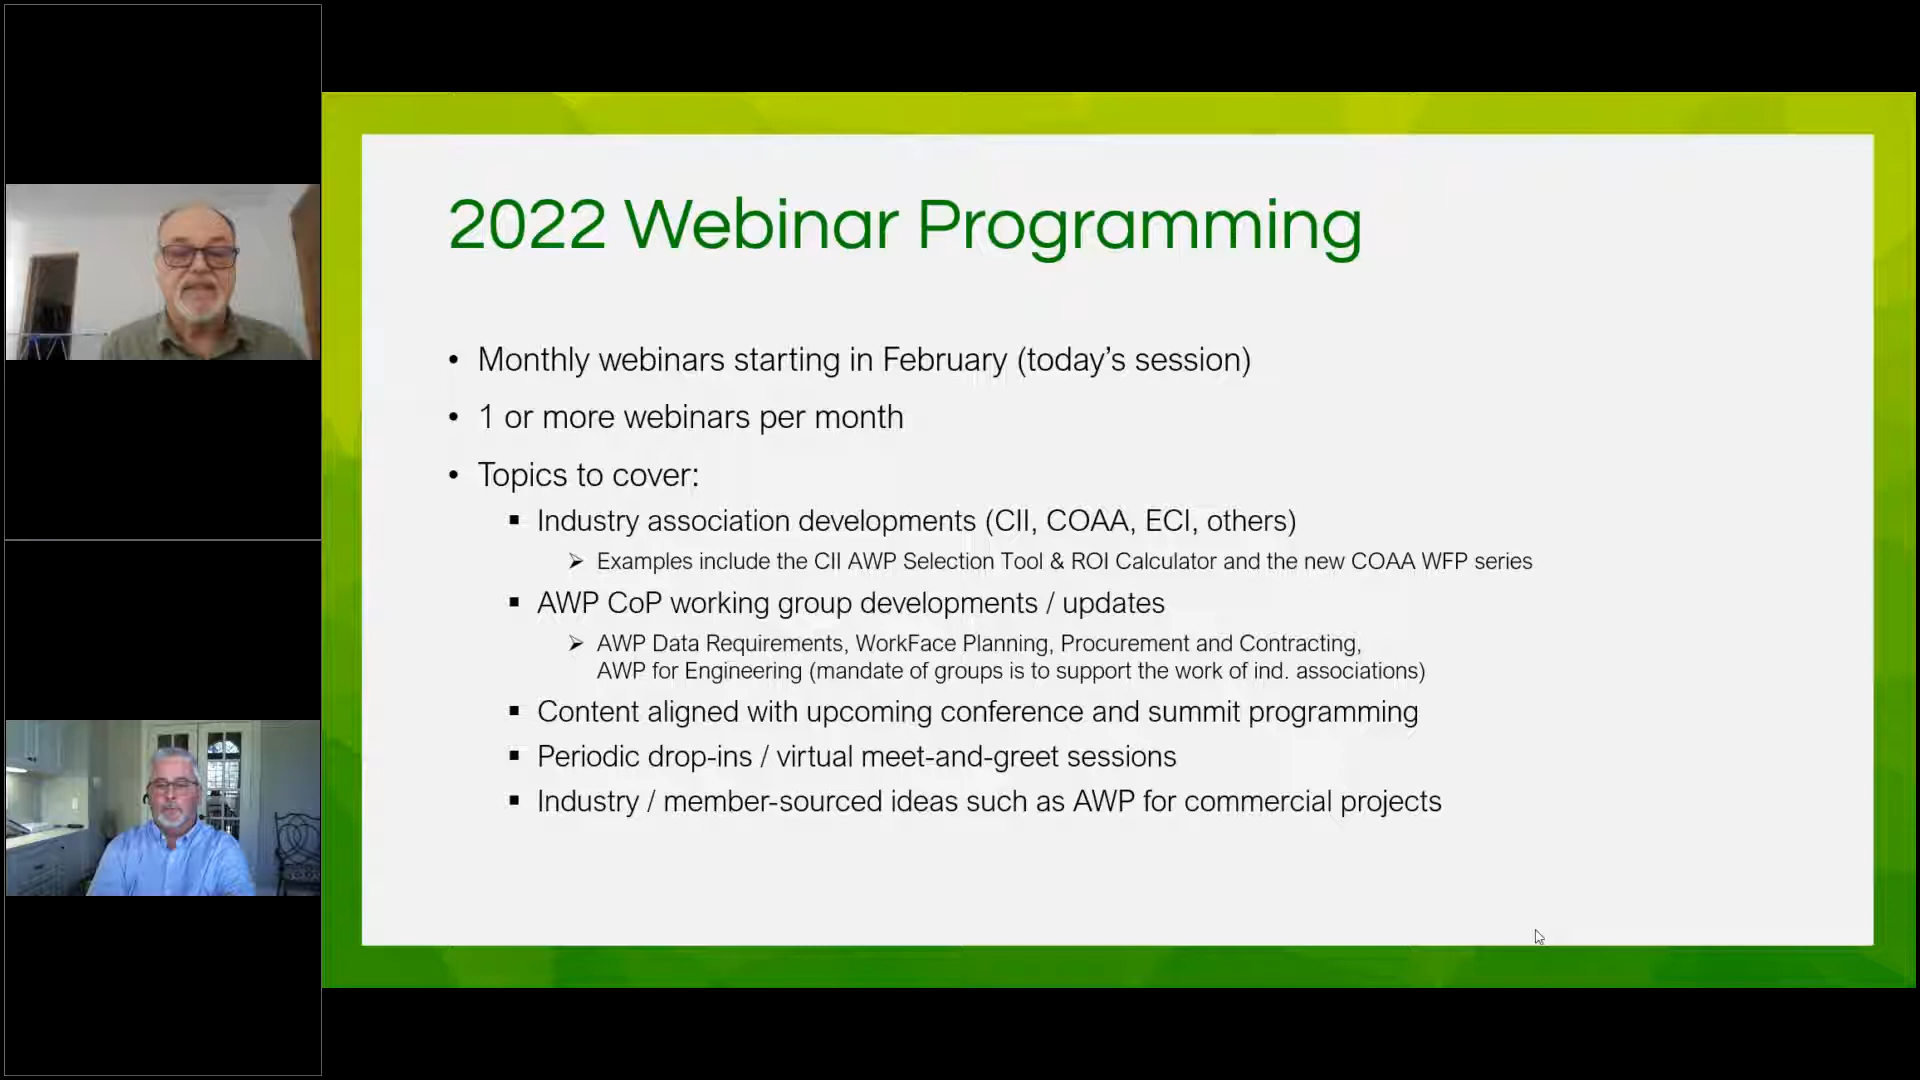 2022 Webinar Programming
• Monthly webinars starting in February (today’s session)
• 1 or more webinars per month
• Topics to cover:
▪ Industry association developments (CII, COAA, ECI, others)
➢ Examples include the CII AWP Selection Tool & ROI Calculator and the new COAA WFP series
▪ AWP CoP working group developments / updates
➢ AWP Data Requirements, WorkFace Planning, Procurement and Contracting,
AWP for Engineering (mandate of groups is to support the work of ind. associations)
▪ Content aligned with upcoming conference and summit programming
▪ Periodic drop-ins / virtual meet-and-greet sessions
▪ Industry / member-sourced ideas such as AWP for commercial projects